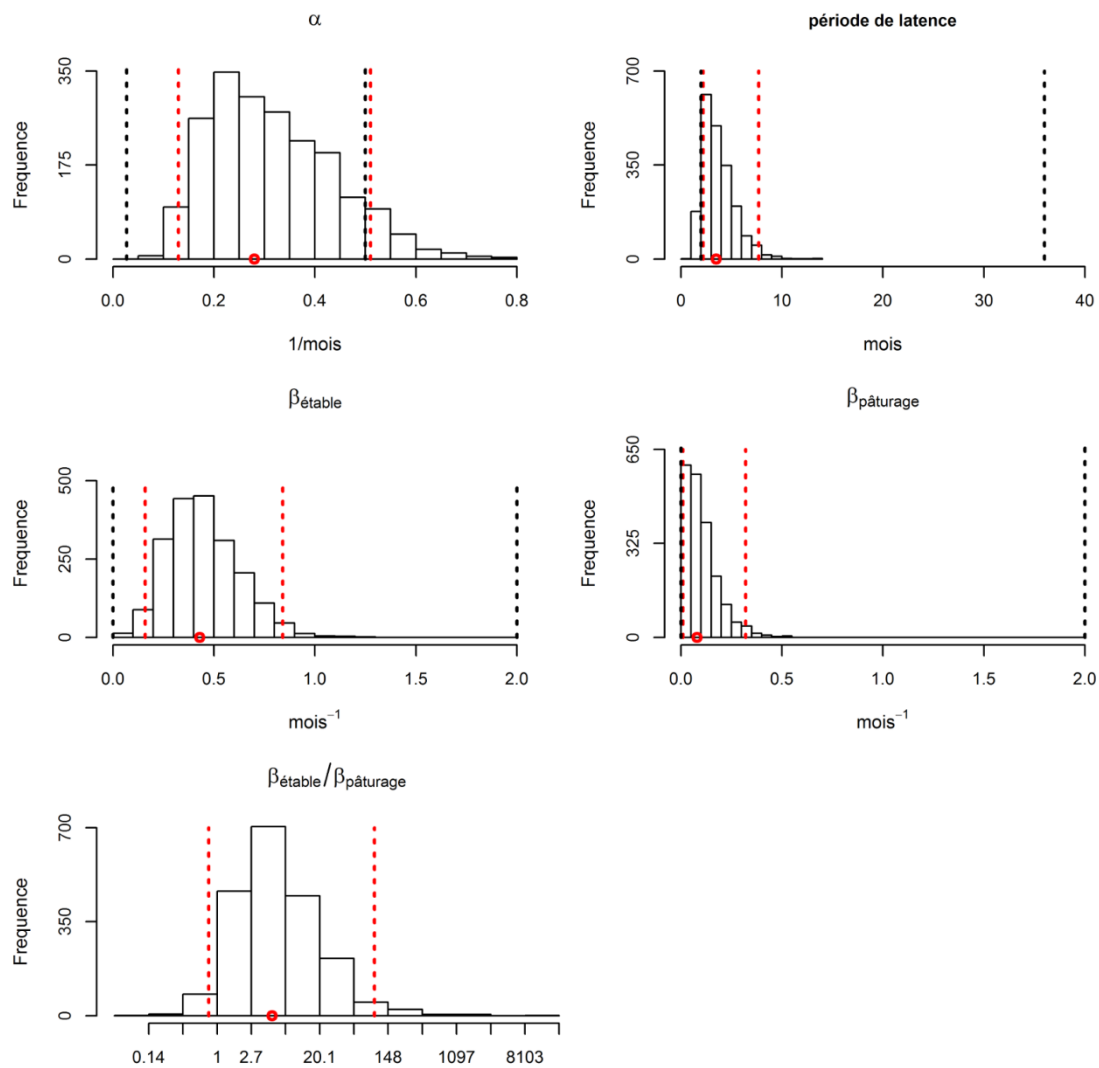 α
350
175
0
Frequence
0.0 0.2 0.4 0.6 0.8
1/mois
période de latence
700
350
0
Frequence
0 10 20 30 40
mois
βétable
500
250
0
Frequence
0.0 0.5 1.0 1.5 2.0
mois⁻¹
βpâturage
650
325
0
Frequence
0.0 0.5 1.0 1.5 2.0
mois⁻¹
βétable/βpâturage
700
350
0
Frequence
0.14 1 2.7 20.1 148 1097 8103